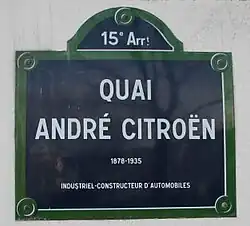 15e Arrt
QUAI
ANDRÉ CITROËN
1878-1935
INDUSTRIEL-CONSTRUCTEUR D'AUTOMOBILES